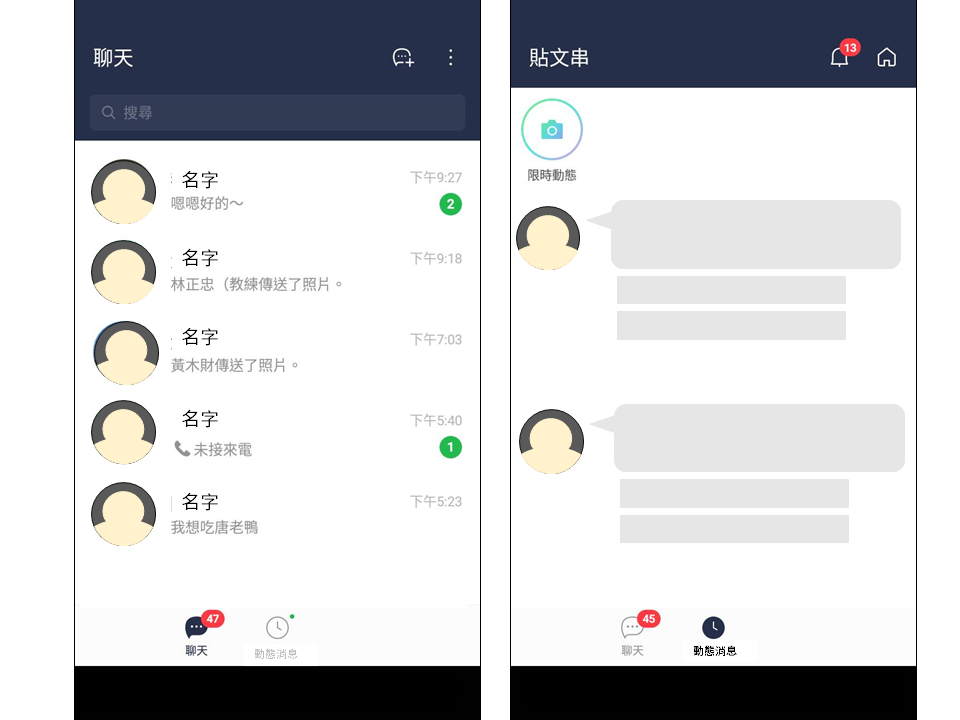 聊天
搜尋
名字
下午9:27
嗯嗯好的～
2
名字
下午9:18
林正忠（教練傳送了照片。
名字
下午7:03
黃木財傳送了照片。
名字
下午5:40
未接來電
1
名字
下午5:23
我想吃唐老鴨
47
聊天
動態消息
貼文串
13
限時動態
45
聊天
動態消息